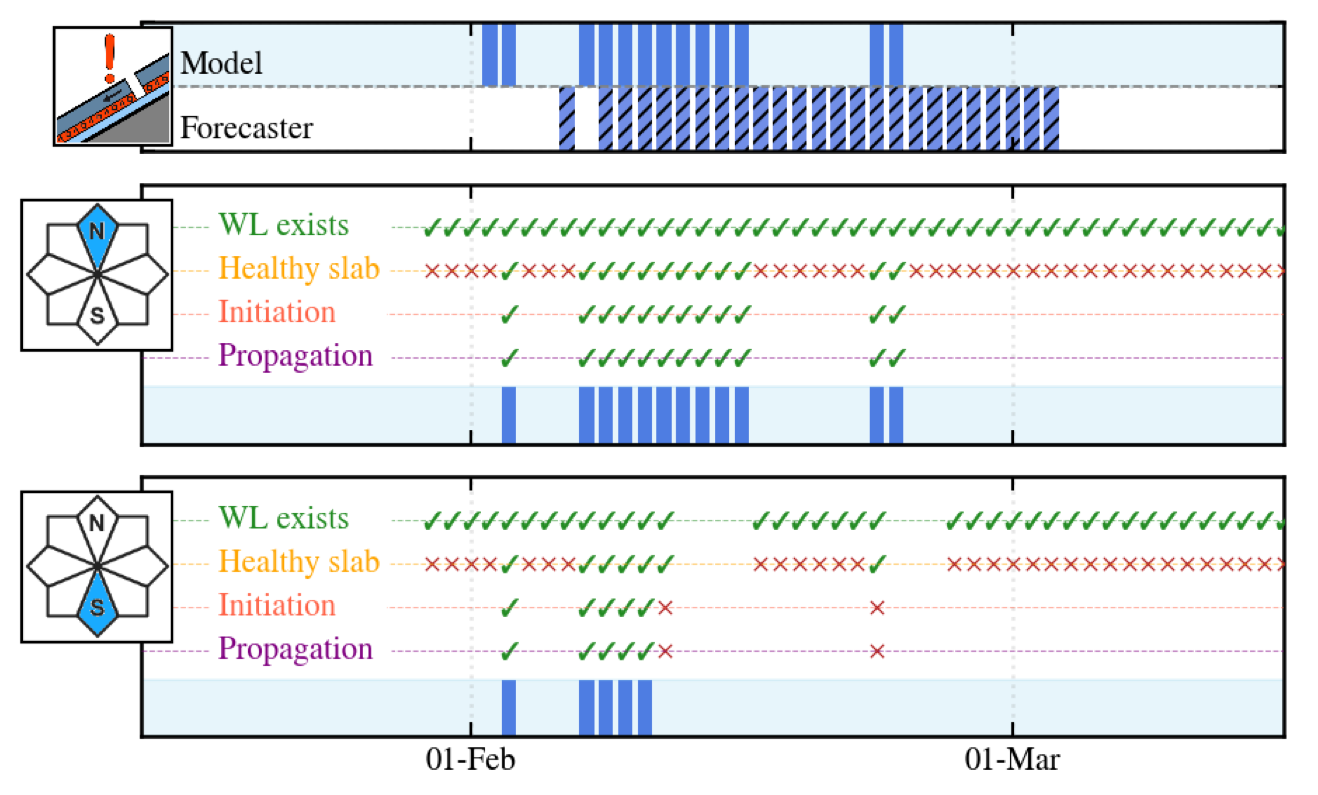 Model
Forecaster
N
S
WL exists
Healthy slab
Initiation
Propagation
N
S
WL exists
Healthy slab
Initiation
Propagation
01-Feb 01-Mar